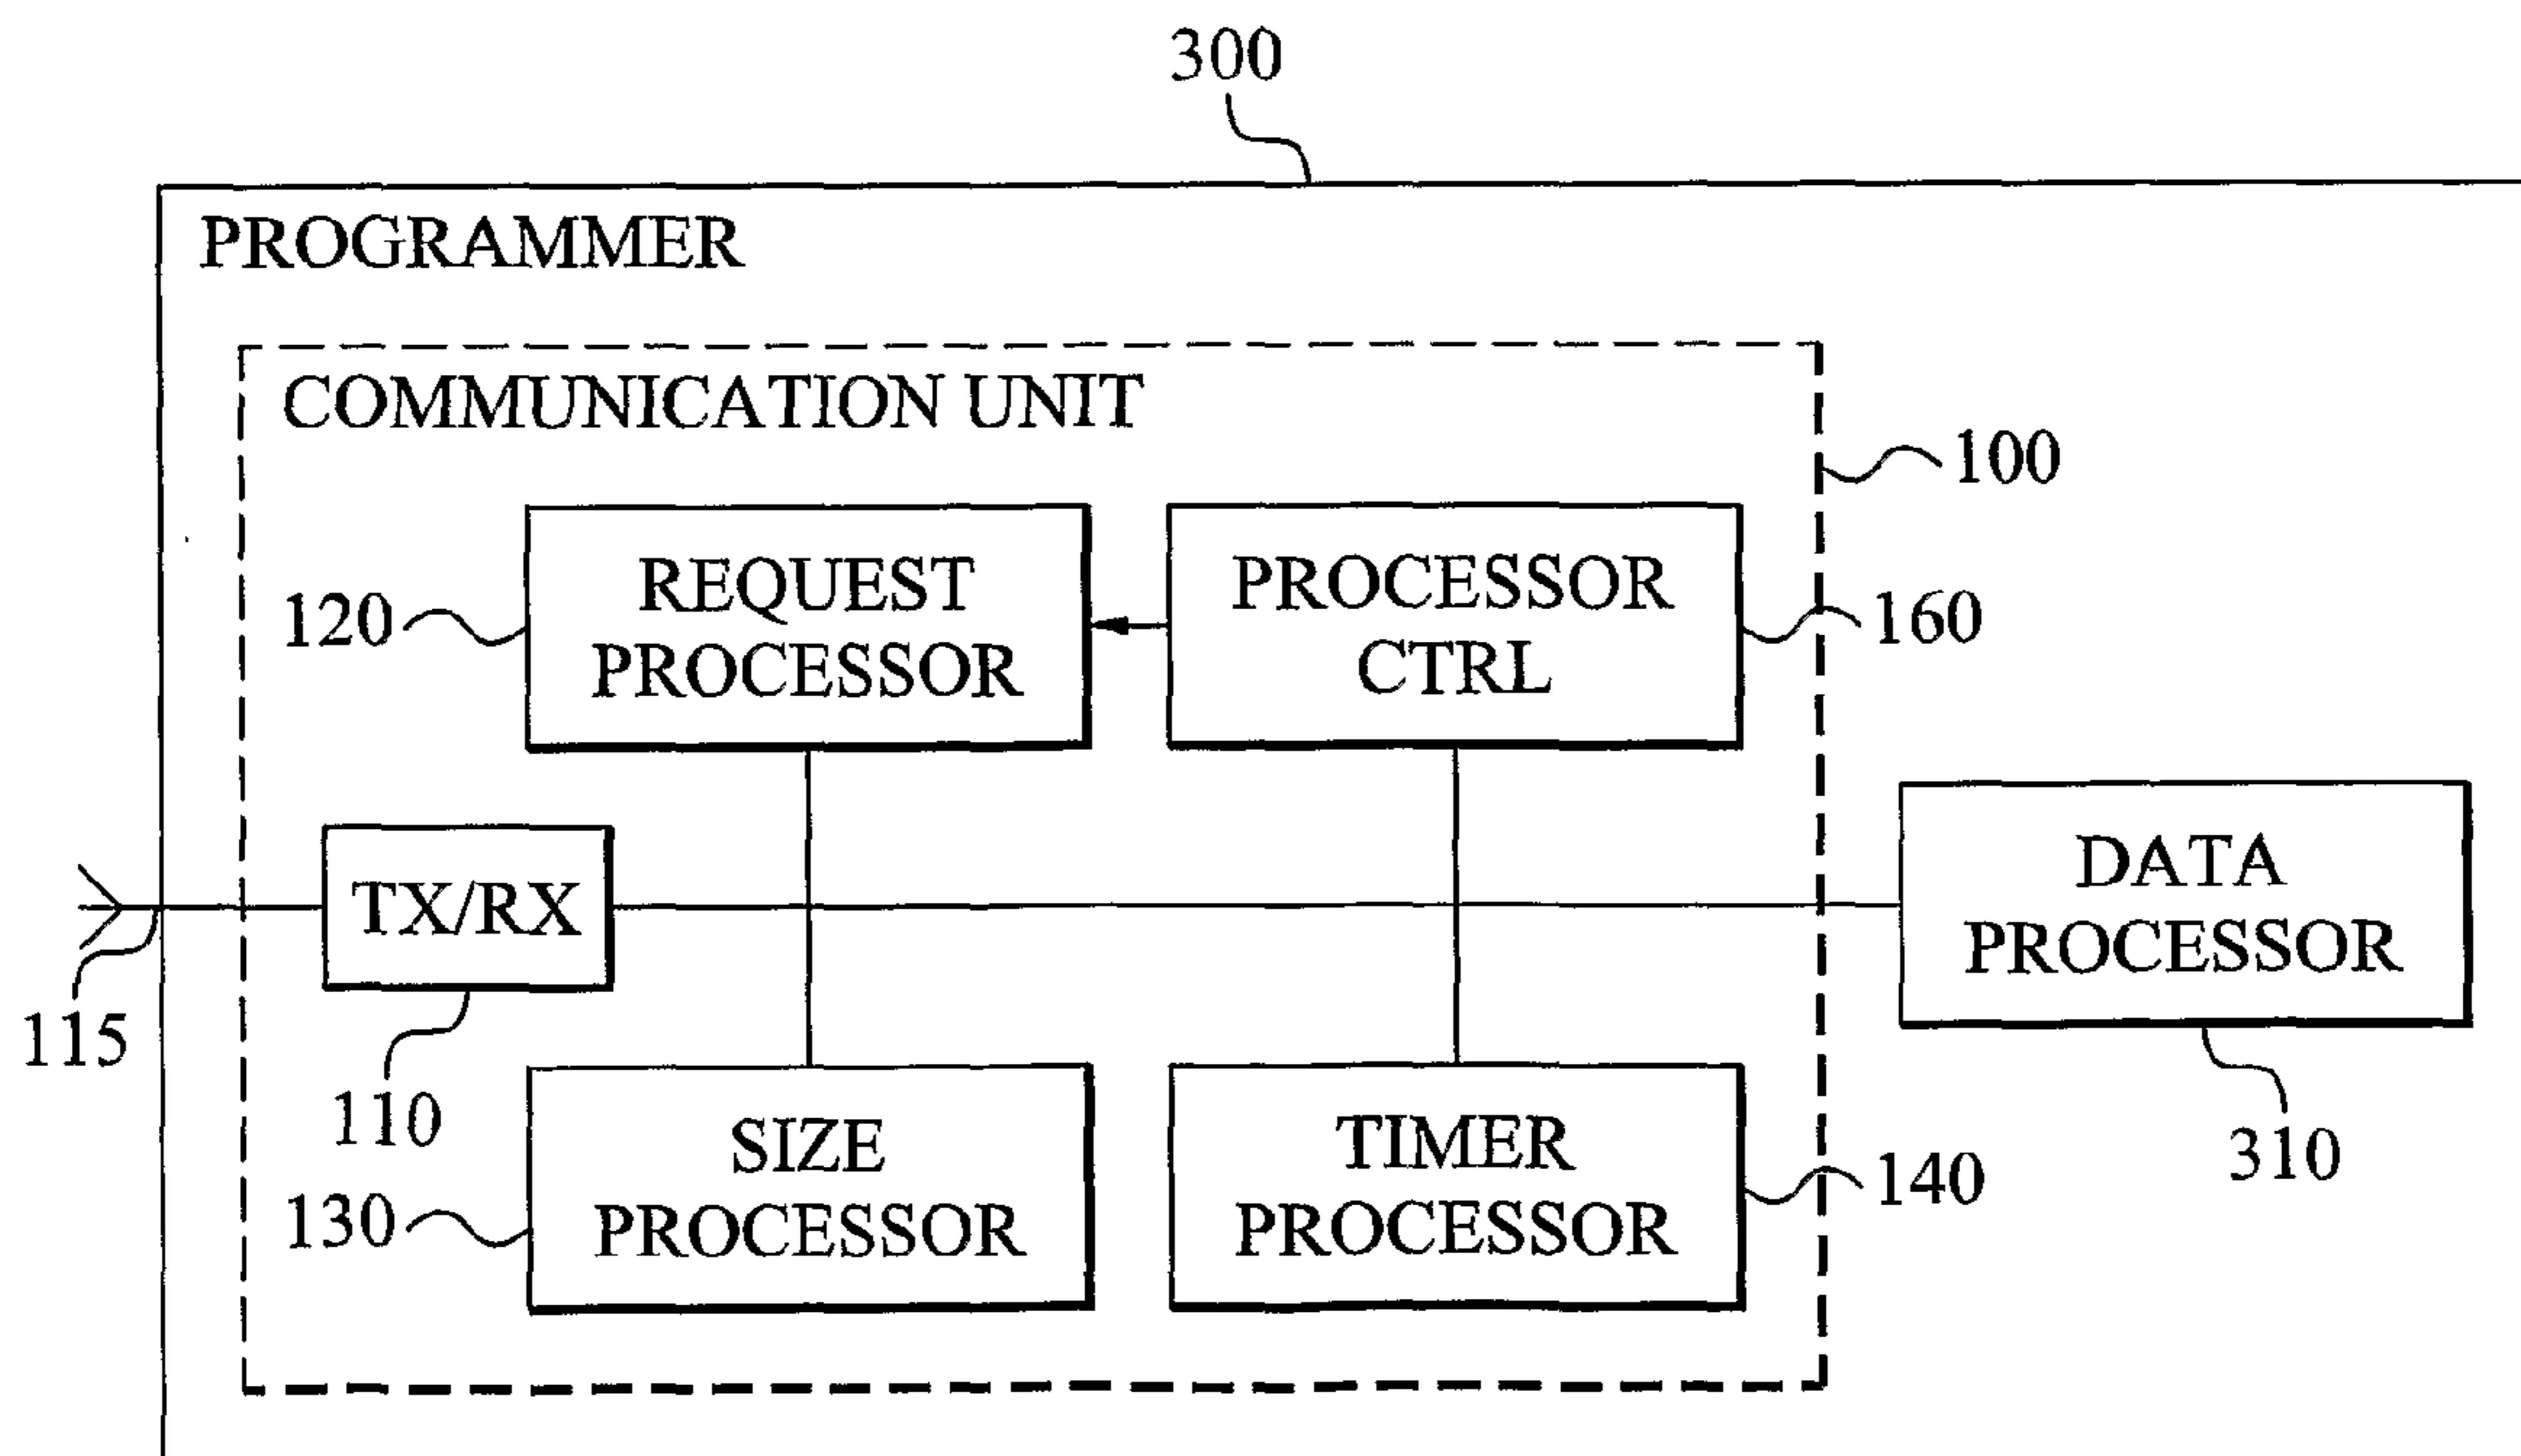 300
PROGRAMMER
COMMUNICATION UNIT
100
REQUEST
PROCESSOR
120
PROCESSOR
CTRL
160
TX/RX
115
110
DATA
PROCESSOR
310
SIZE
PROCESSOR
130
TIMER
PROCESSOR
140